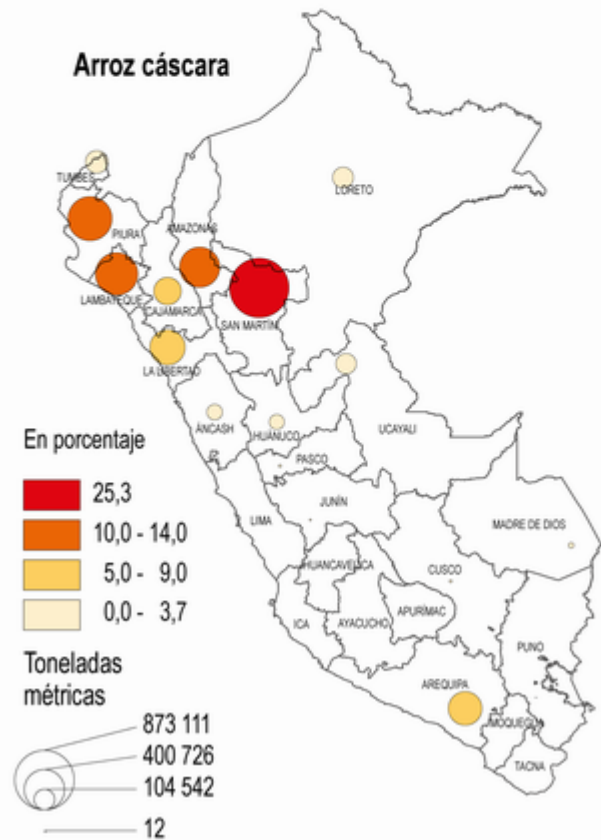 Arroz cáscara
TUMBES
LORETO
PIURA
AMAZONAS
LAMBAYEQUE
CAJAMARCA
SAN MARTÍN
LA LIBERTAD
ÁNCASH
HUÁNUCO
UCAYALI
PASCO
En porcentaje
25,3
10,0 - 14,0
5,0 - 9,0
0,0 - 3,7
LIMA
JUNÍN
MADRE DE DIOS
HUANCAVELICA
CUSCO
ICA
AYACUCHO
APURÍMAC
PUNO
AREQUIPA
MOQUEGUA
TACNA
Toneladas
métricas
873 111
400 726
104 542
12